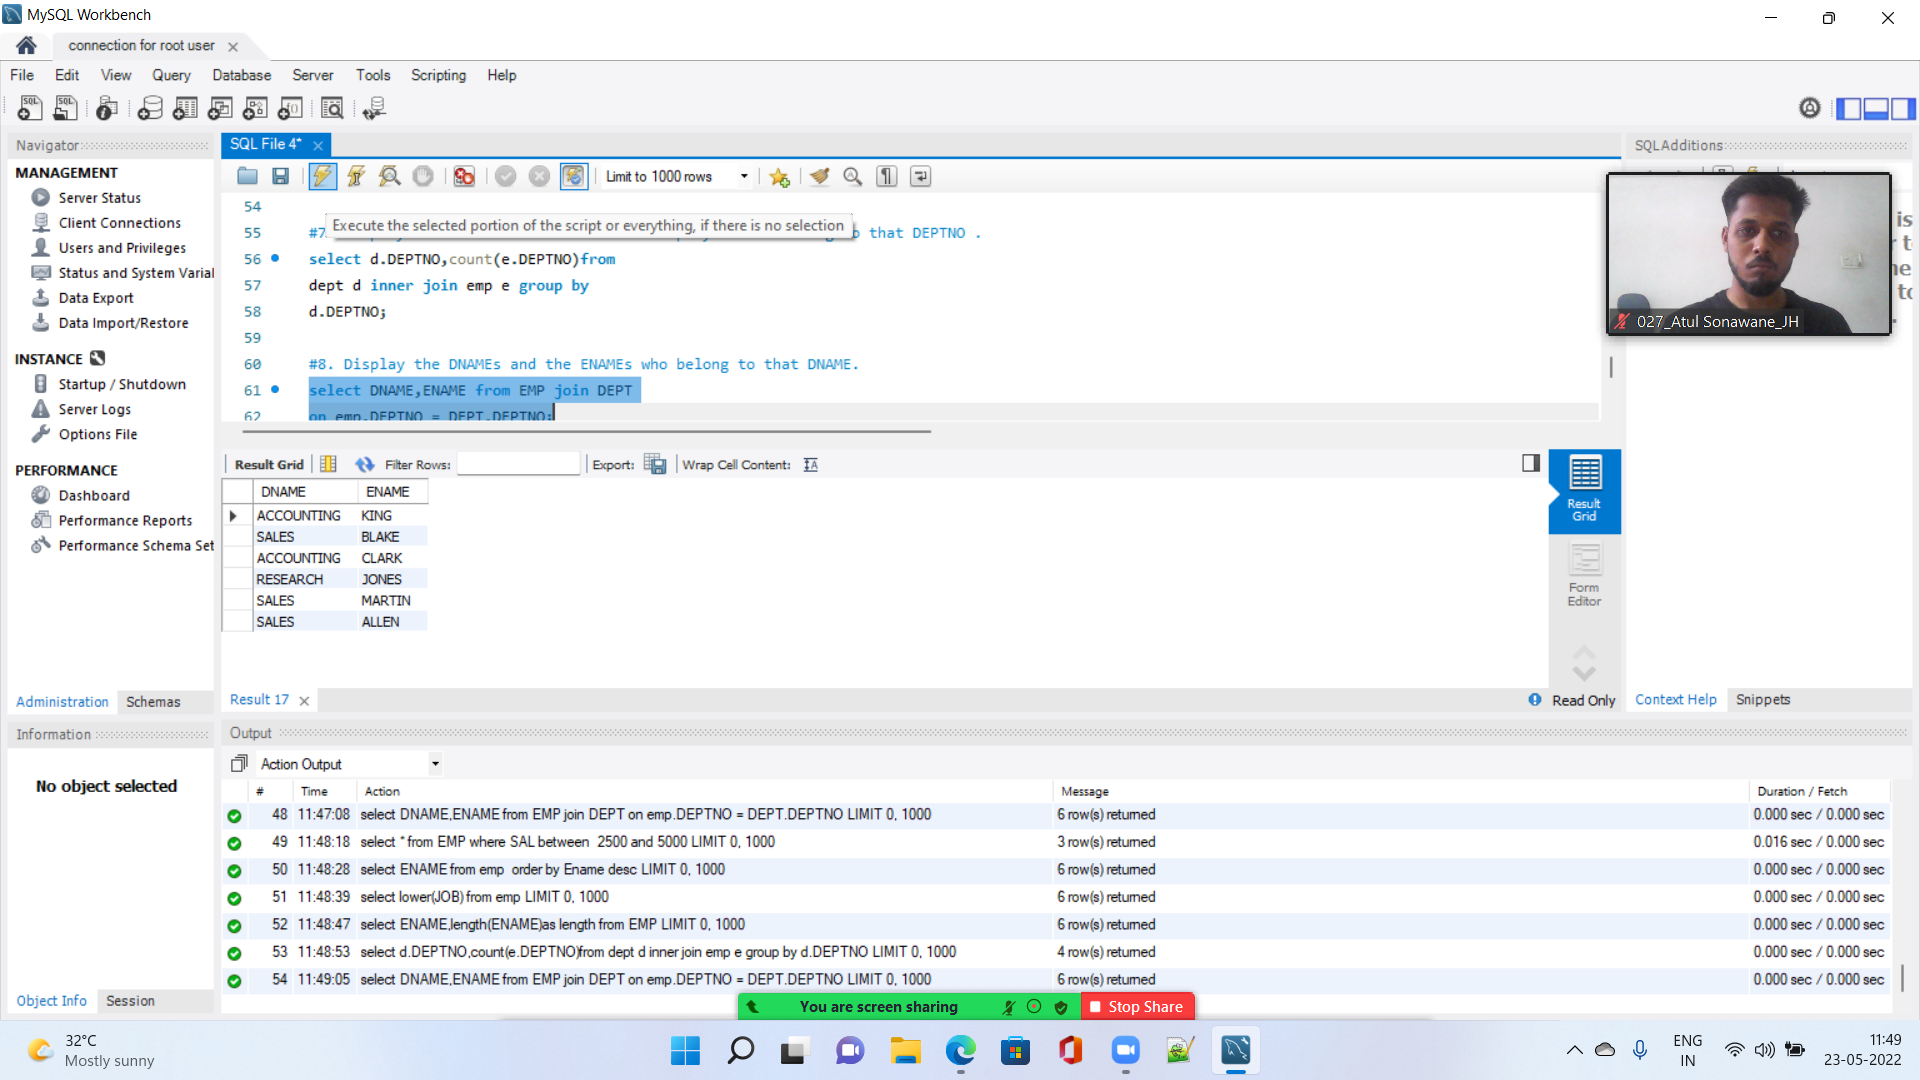 MySQL Workbench
connection for root user
File Edit View Query Database Server Tools Scripting Help
Navigator
MANAGEMENT
Server Status
Client Connections
Users and Privileges
Status and System Varial
Data Export
Data Import/Restore
INSTANCE
Startup / Shutdown
Server Logs
Options File
PERFORMANCE
Dashboard
Performance Reports
Performance Schema Set
Administration Schemas
Information
No object selected
Object Info Session
SQL File 4*
Limit to 1000 rows
54
Execute the selected portion of the script or everything, if there is no selection
55 #7 that DEPTNO .
56 select d.DEPTNO,count(e.DEPTNO)from
57 dept d inner join emp e group by
58 d.DEPTNO;
59
60 #8. Display the DNAMEs and the ENAMEs who belong to that DNAME.
61 select DNAME,ENAME from EMP join DEPT
62 on emp.DEPTNO = DEPT.DEPTNO;
Result Grid Filter Rows: Export: Wrap Cell Content:
DNAME ENAME
ACCOUNTING KING
SALES BLAKE
ACCOUNTING CLARK
RESEARCH JONES
SALES MARTIN
SALES ALLEN
Result Grid
Form Editor
Result 17
Read Only
SQLAdditions
027_Atul Sonawane_JH
Context Help Snippets
Output
Action Output
# Time Action Message Duration / Fetch
48 11:47:08 select DNAME,ENAME from EMP join DEPT on emp.DEPTNO = DEPT.DEPTNO LIMIT 0, 1000 6 row(s) returned 0.000 sec / 0.000 sec
49 11:48:18 select * from EMP where SAL between  2500 and 5000 LIMIT 0, 1000 3 row(s) returned 0.016 sec / 0.000 sec
50 11:48:28 select ENAME from emp  order by Ename desc LIMIT 0, 1000 6 row(s) returned 0.000 sec / 0.000 sec
51 11:48:39 select lower(JOB) from emp LIMIT 0, 1000 6 row(s) returned 0.000 sec / 0.000 sec
52 11:48:47 select ENAME,length(ENAME)as length from EMP LIMIT 0, 1000 6 row(s) returned 0.000 sec / 0.000 sec
53 11:48:53 select d.DEPTNO,count(e.DEPTNO)from dept d inner join emp e group by d.DEPTNO LIMIT 0, 1000 4 row(s) returned 0.000 sec / 0.000 sec
54 11:49:05 select DNAME,ENAME from EMP join DEPT on emp.DEPTNO = DEPT.DEPTNO LIMIT 0, 1000 6 row(s) returned 0.000 sec / 0.000 sec
You are screen sharing Stop Share
32°C
Mostly sunny
ENG
IN
11:49
23-05-2022